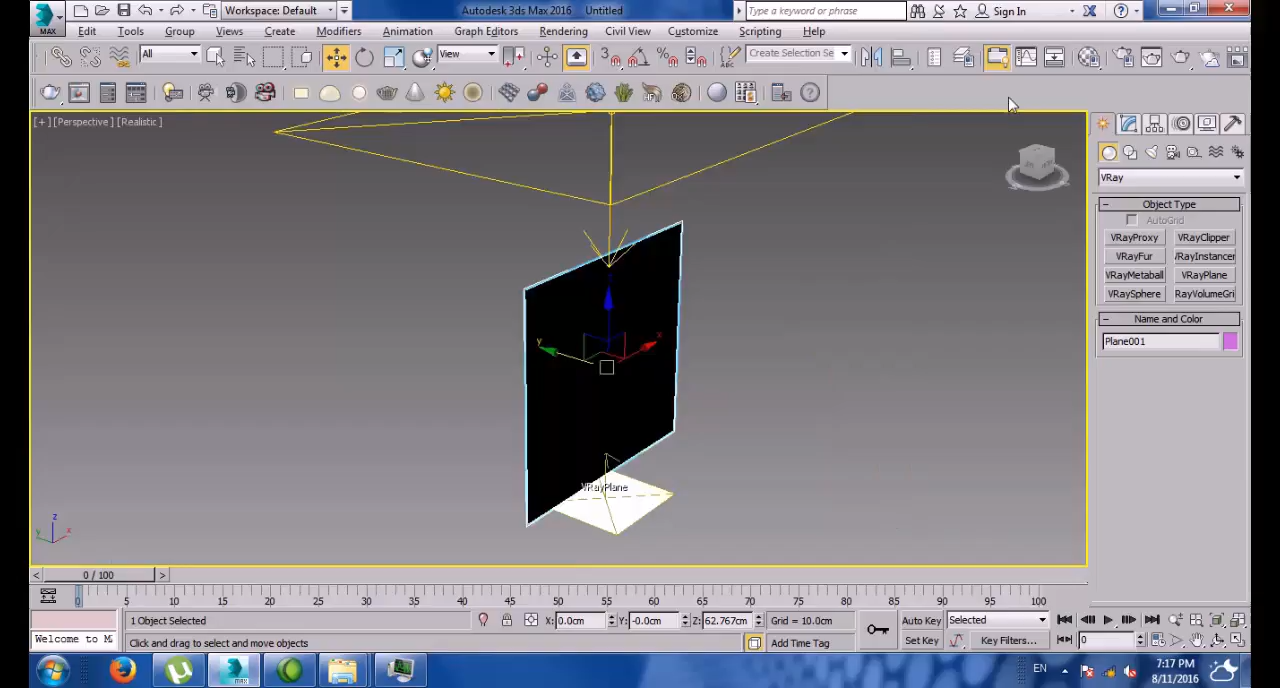 MAX
Workspace: Default
Autodesk 3ds Max 2016 Untitled
Type a keyword or phrase
Sign In
Edit Tools Group Views Create Modifiers Animation Graph Editors Rendering Civil View Customize Scripting Help
All
View
Create Selection Se
[+] [Perspective] [Realistic]
VRay
Object Type
AutoGrid
VRayProxy VRayClipper
VRayFur /RayInstancer
VRayMetaball VRayPlane
VRaySphere RayVolumeGri
Name and Color
Plane001
x
y
VRayPlane
z
y
x
0 / 100
0 5 10 15 20 25 30 35 40 45 50 55 60 65 70 75 80 85 90 95 100
1 Object Selected
X: 0.0cm Y: -0.0cm Z: 62.767cm Grid = 10.0cm
Auto Key Selected
Welcome to M
Click and drag to select and move objects
Add Time Tag
Set Key Key Filters...
0
EN
7:17 PM
8/11/2016